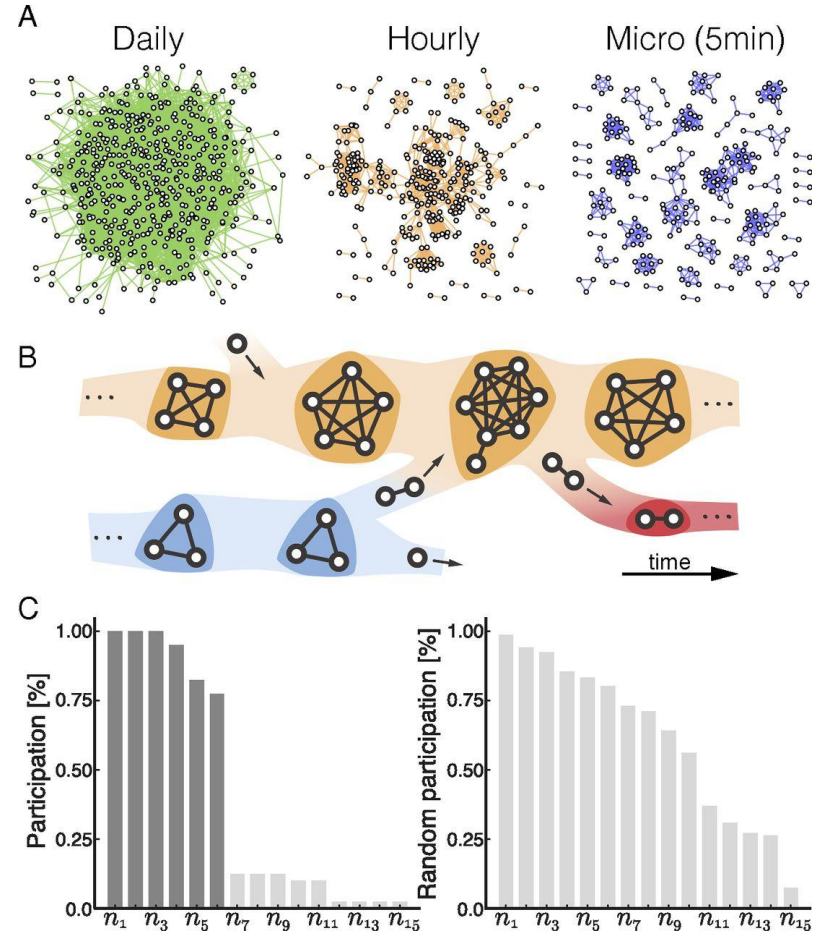 A
Daily Hourly Micro (5min)
B
...
...
...
...
time
C
Participation [%]
1.00
0.75
0.50
0.25
0.0
n₁ n₃ n₅ n₇ n₉ n₁₁ n₁₃ n₁₅
Random participation [%]
1.00
0.75
0.50
0.25
0.0
n₁ n₃ n₅ n₇ n₉ n₁₁ n₁₃ n₁₅